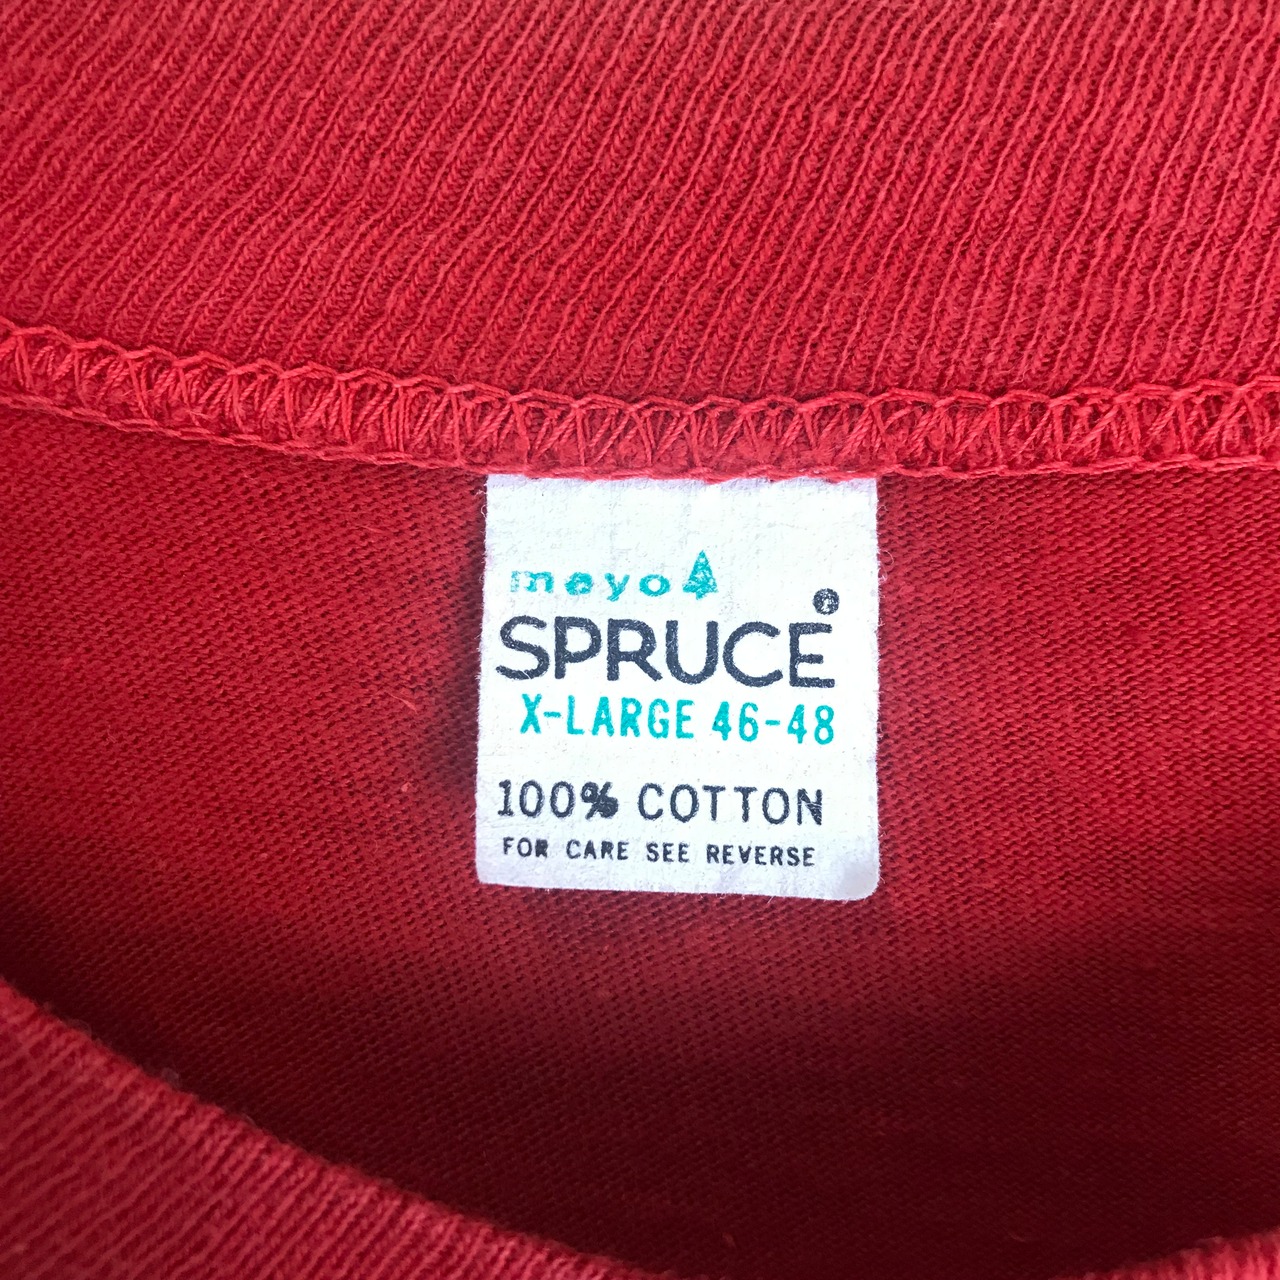 mayo
SPRUCE®
X-LARGE 46-48
100% COTTON
FOR CARE SEE REVERSE